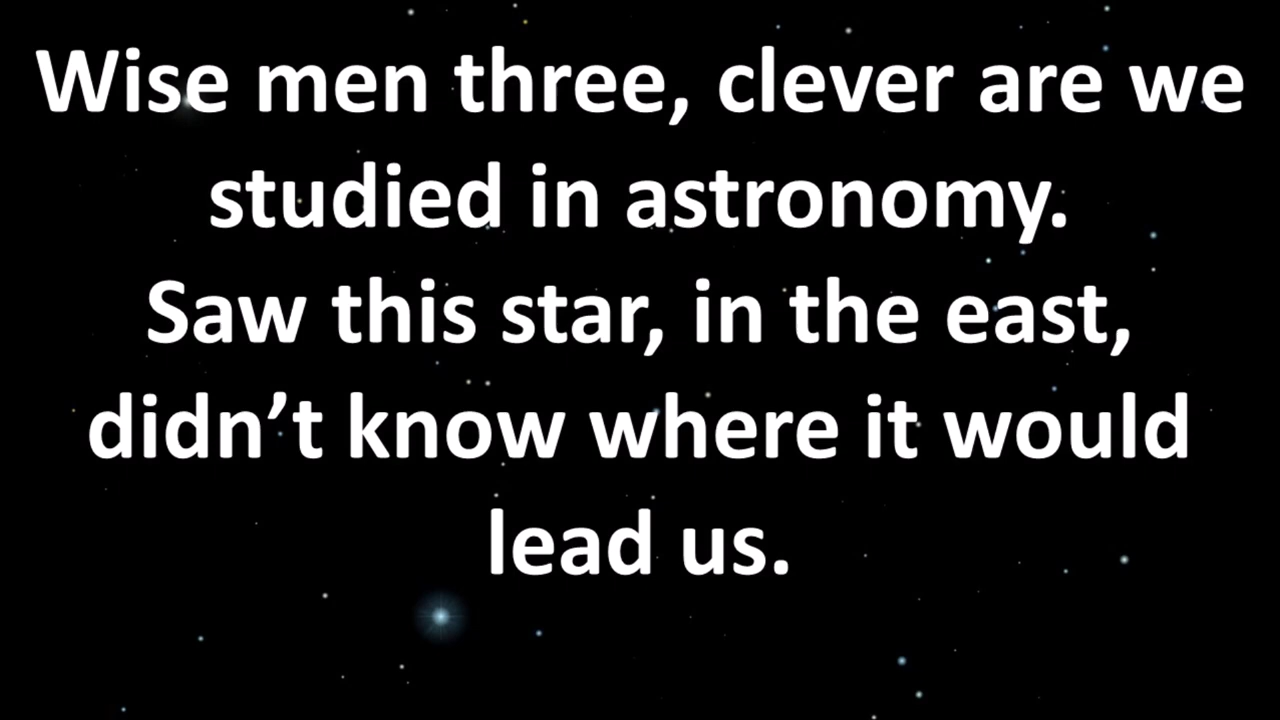 Wise men three, clever are we
studied in astronomy.
Saw this star, in the east,
didn’t know where it would
lead us.